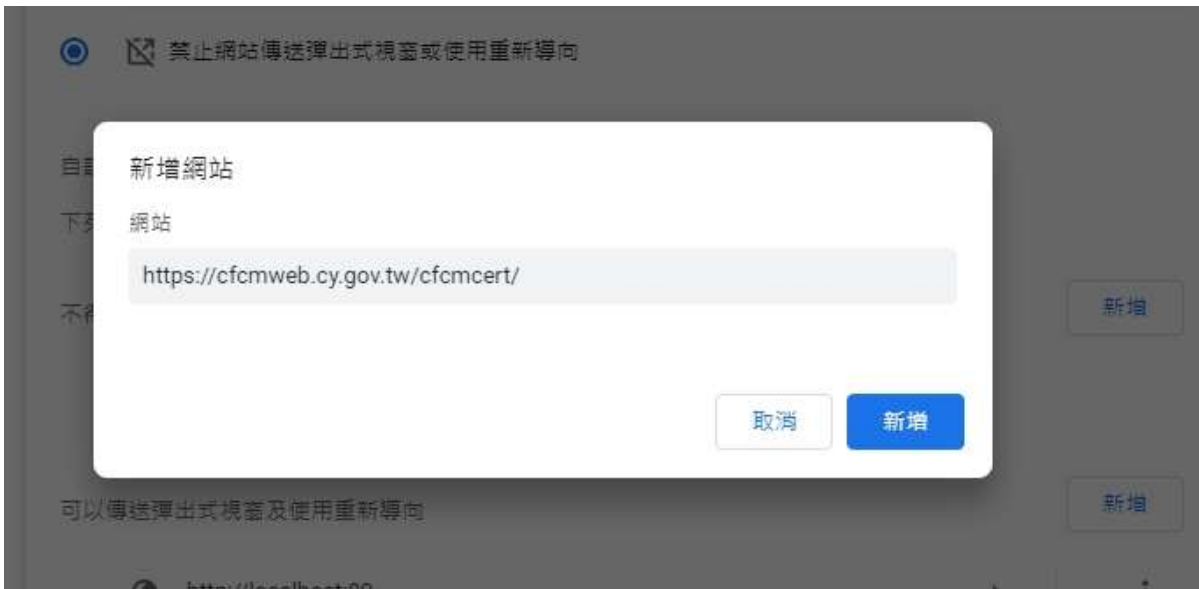 禁止網站傳送彈出式視窗或使用重新導向
新增網站
網站
https://cfcmweb.cy.gov.tw/cfcmcert/
新增
取消
新增
可以傳送彈出式視窗及使用重新導向
新增